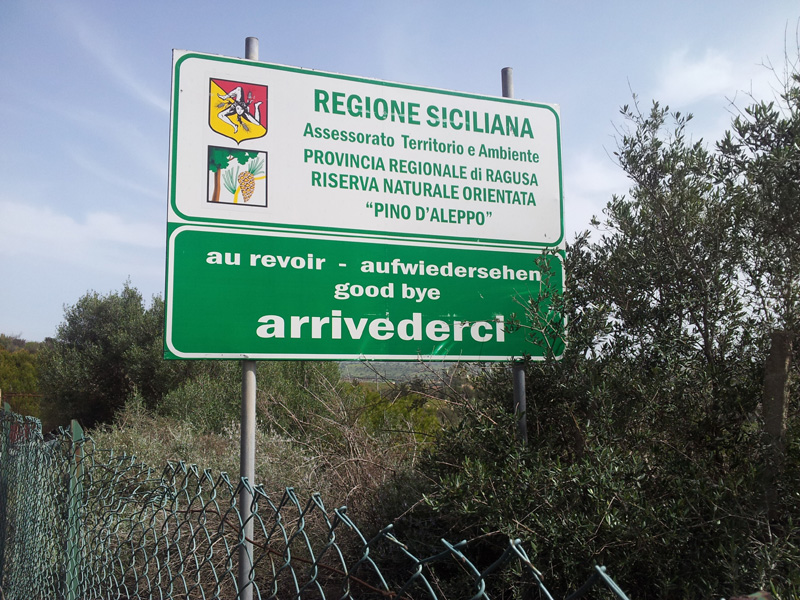 REGIONE SICILIANA
Assessorato Territorio e Ambiente
PROVINCIA REGIONALE di RAGUSA
RISERVA NATURALE ORIENTATA
“PINO D'ALEPPO”
au revoir - aufwiedersehen
good bye
arrivederci